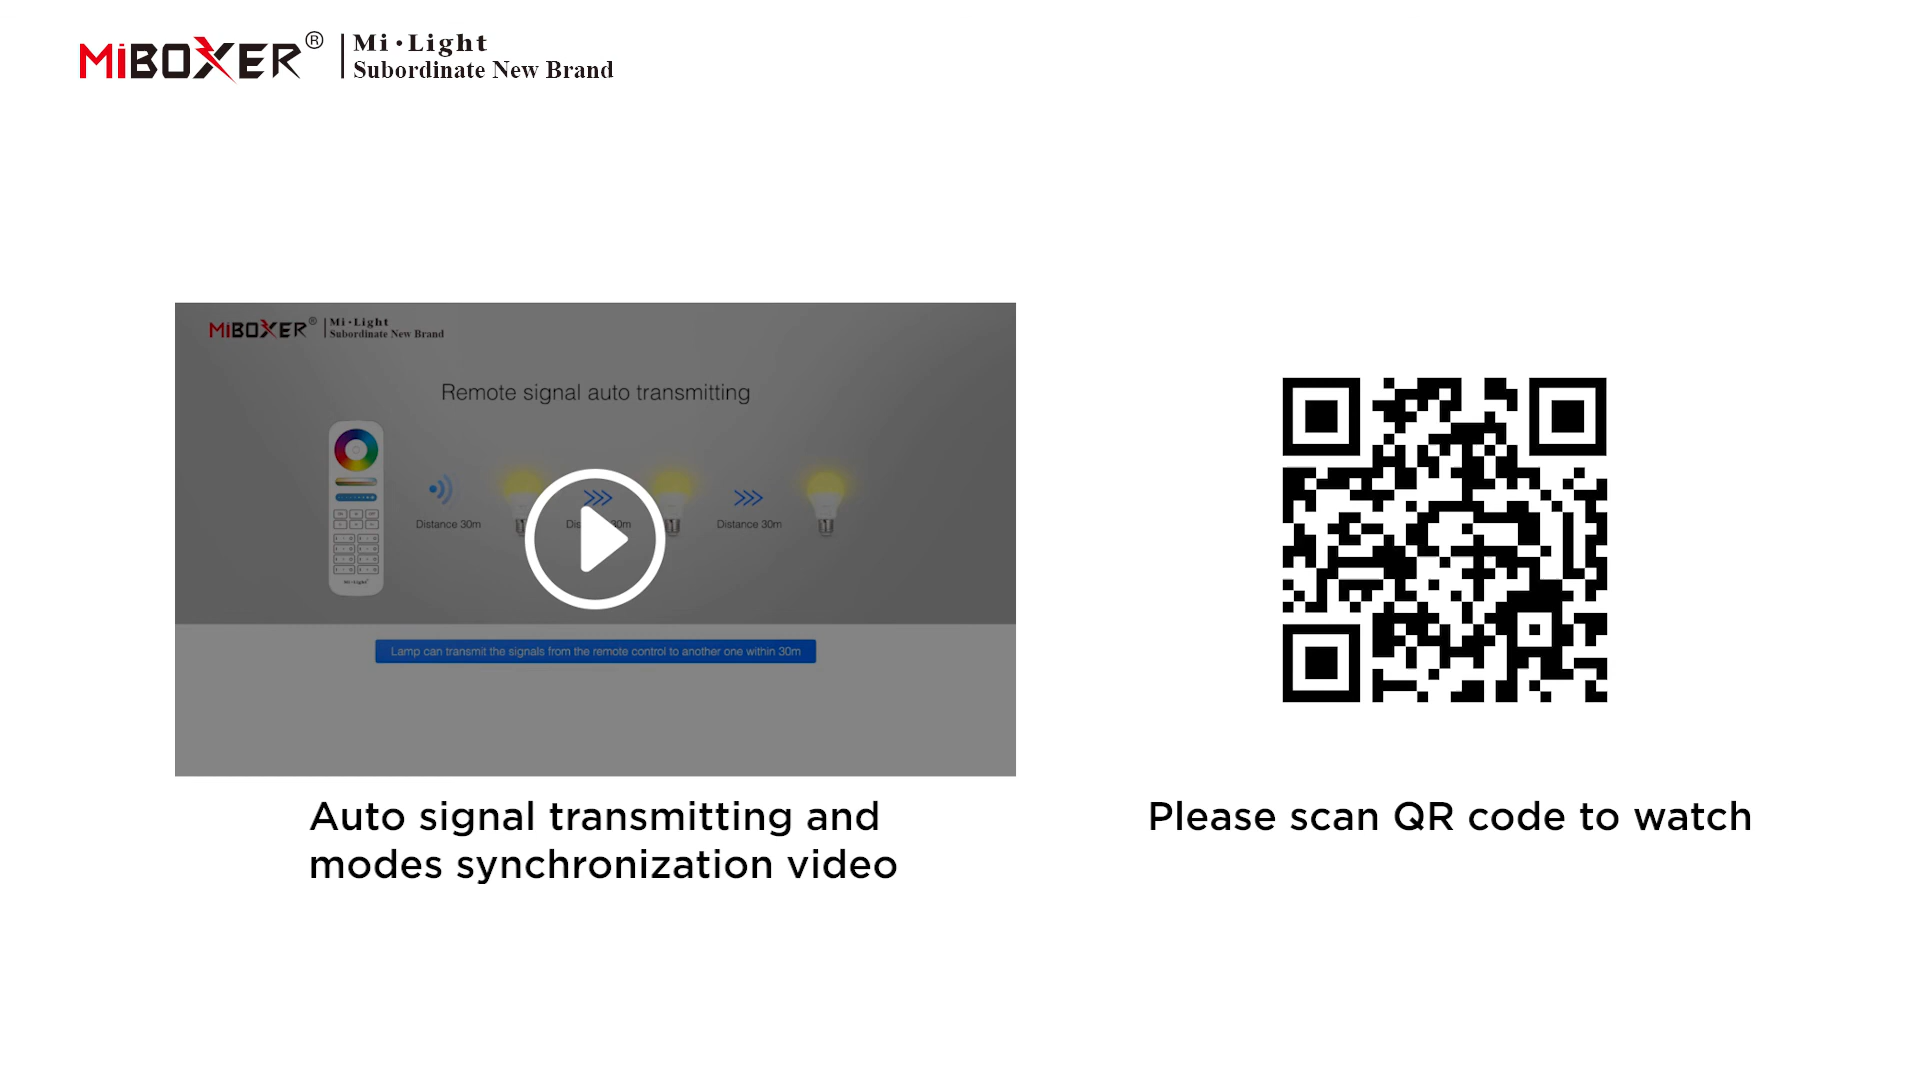 MiBOXER® | Mi·Light
Subordinate New Brand
MiBOXER® | Mi·Light
Subordinate New Brand
Remote signal auto transmitting
Distance 30m
Distance 30m
Mi·Light
Lamp can transmit the signals from the remote control to another one within 30m
Auto signal transmitting and
modes synchronization video
Please scan QR code to watch